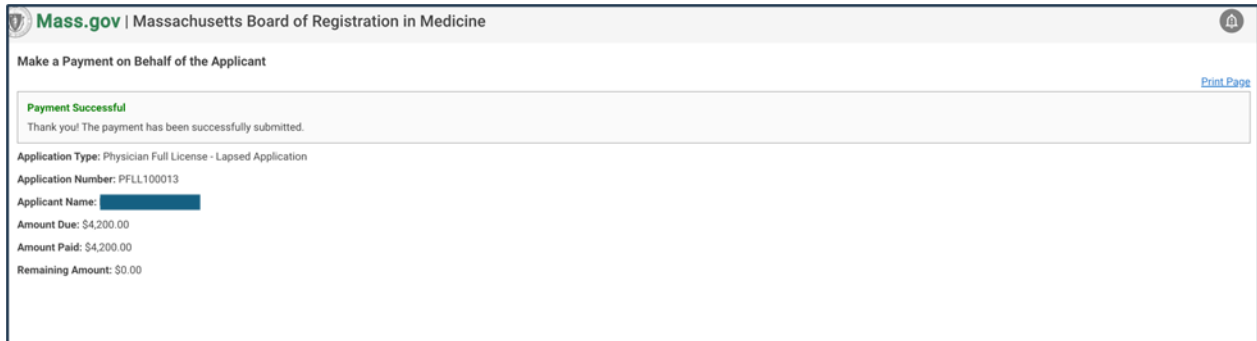 Mass.gov | Massachusetts Board of Registration in Medicine
Make a Payment on Behalf of the Applicant
Print Page
Payment Successful
Thank you! The payment has been successfully submitted.
Application Type: Physician Full License - Lapsed Application
Application Number: PFLL100013
Applicant Name:
Amount Due: $4,200.00
Amount Paid: $4,200.00
Remaining Amount: $0.00